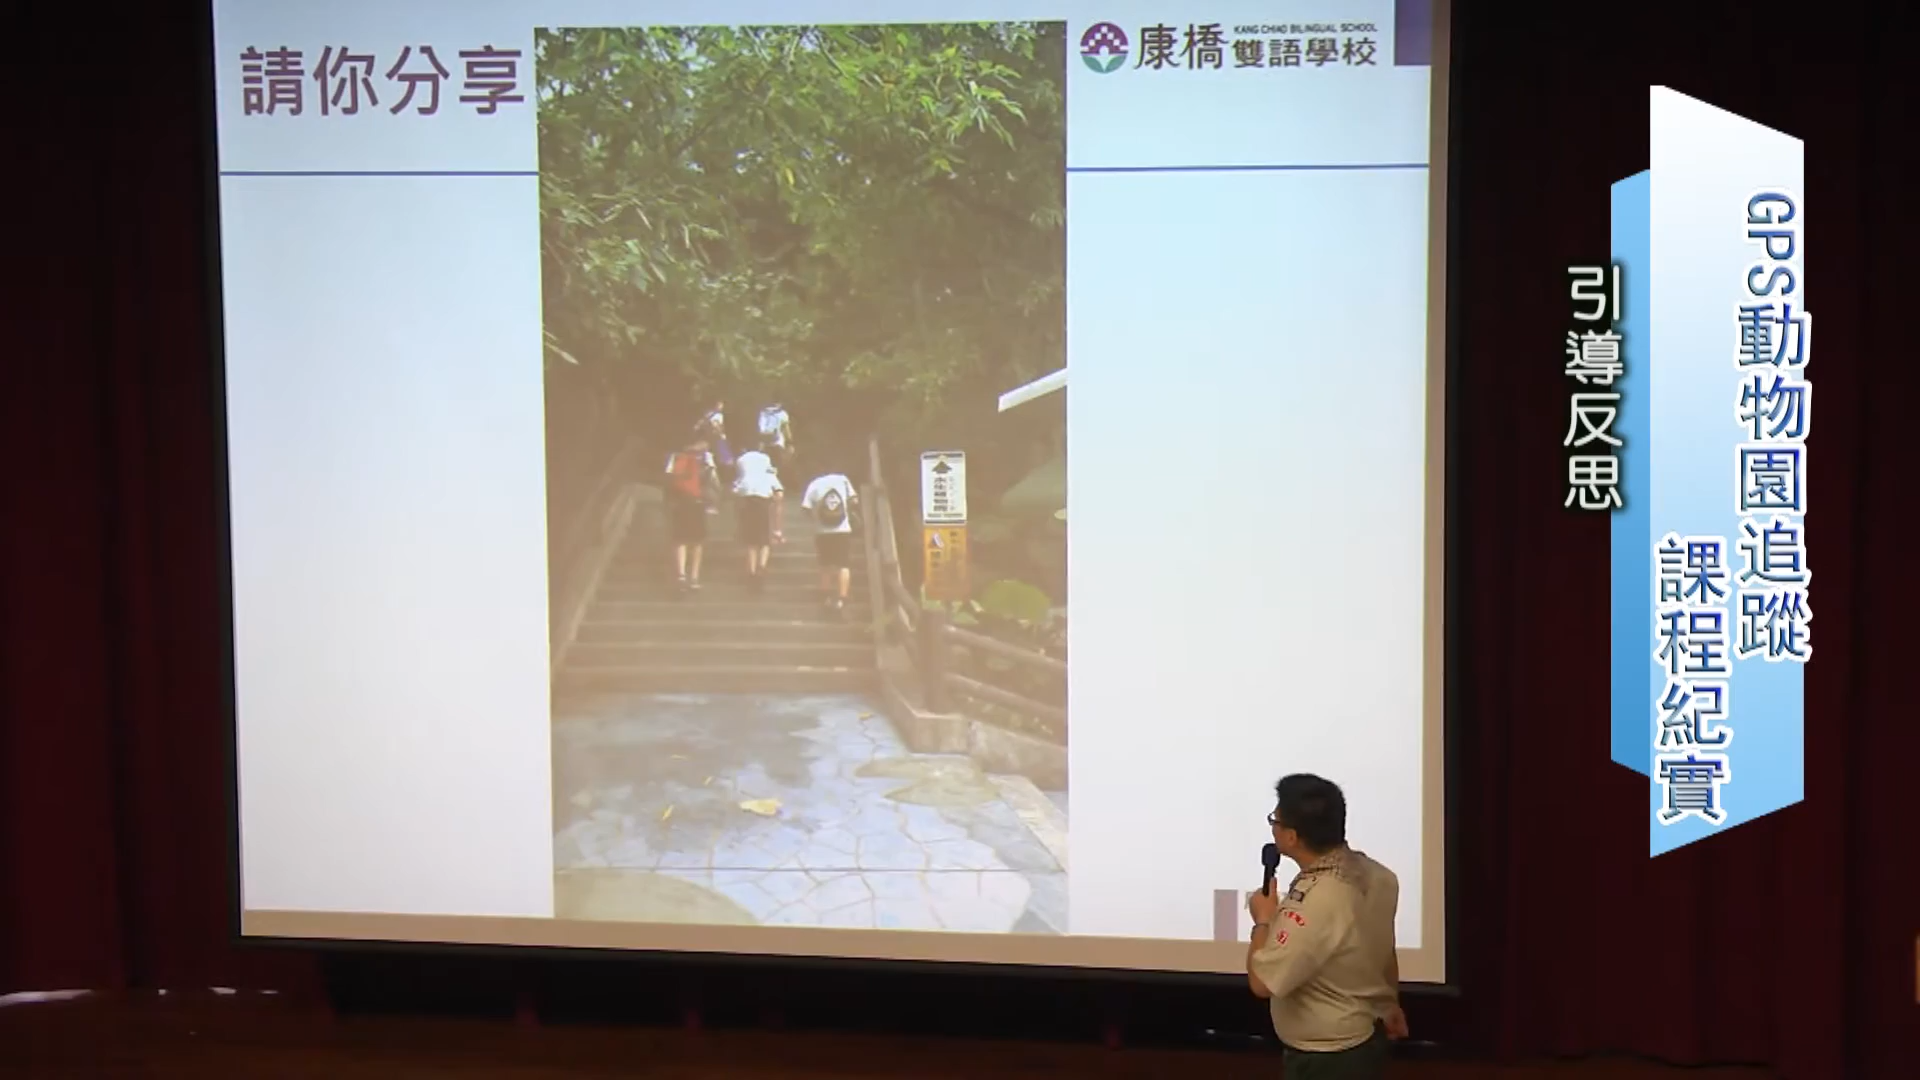 請你分享
康橋
KANG CHIAO BILINGUAL SCHOOL
雙語學校
GPS動物園追蹤
課程紀實
引導反思